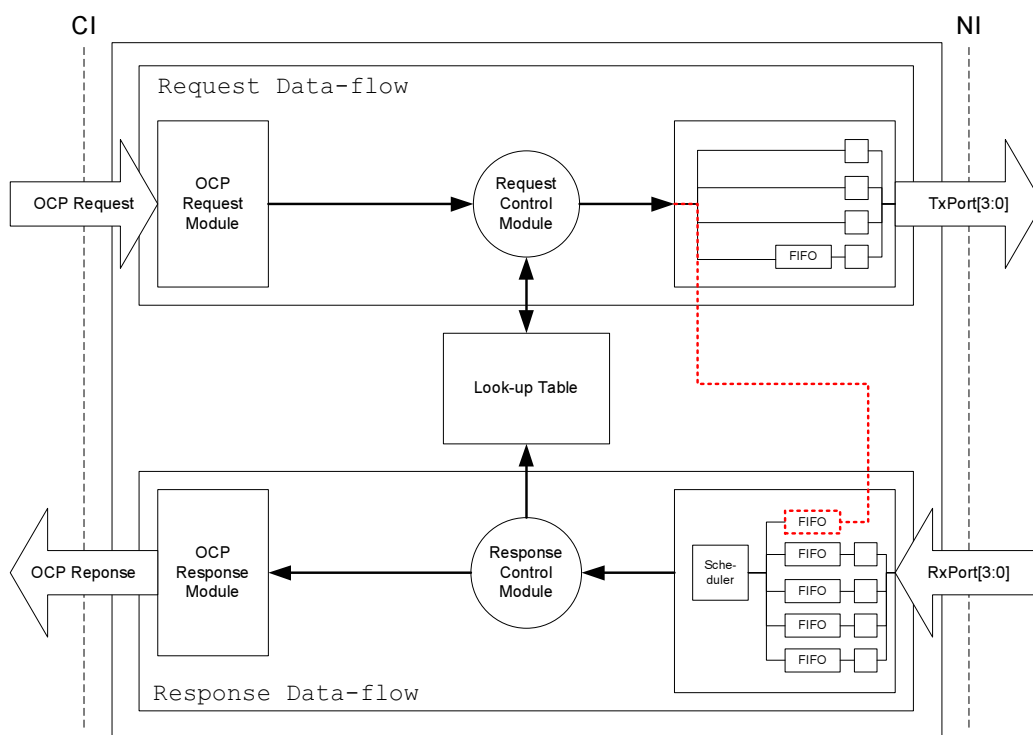 CI
NI
Request Data-flow
OCP Request
OCP
Request
Module
Request
Control
Module
FIFO
TxPort[3:0]
Look-up Table
OCP Reponse
OCP
Response
Module
Response
Control
Module
Sche-
duler
FIFO
FIFO
FIFO
FIFO
FIFO
RxPort[3:0]
Response Data-flow